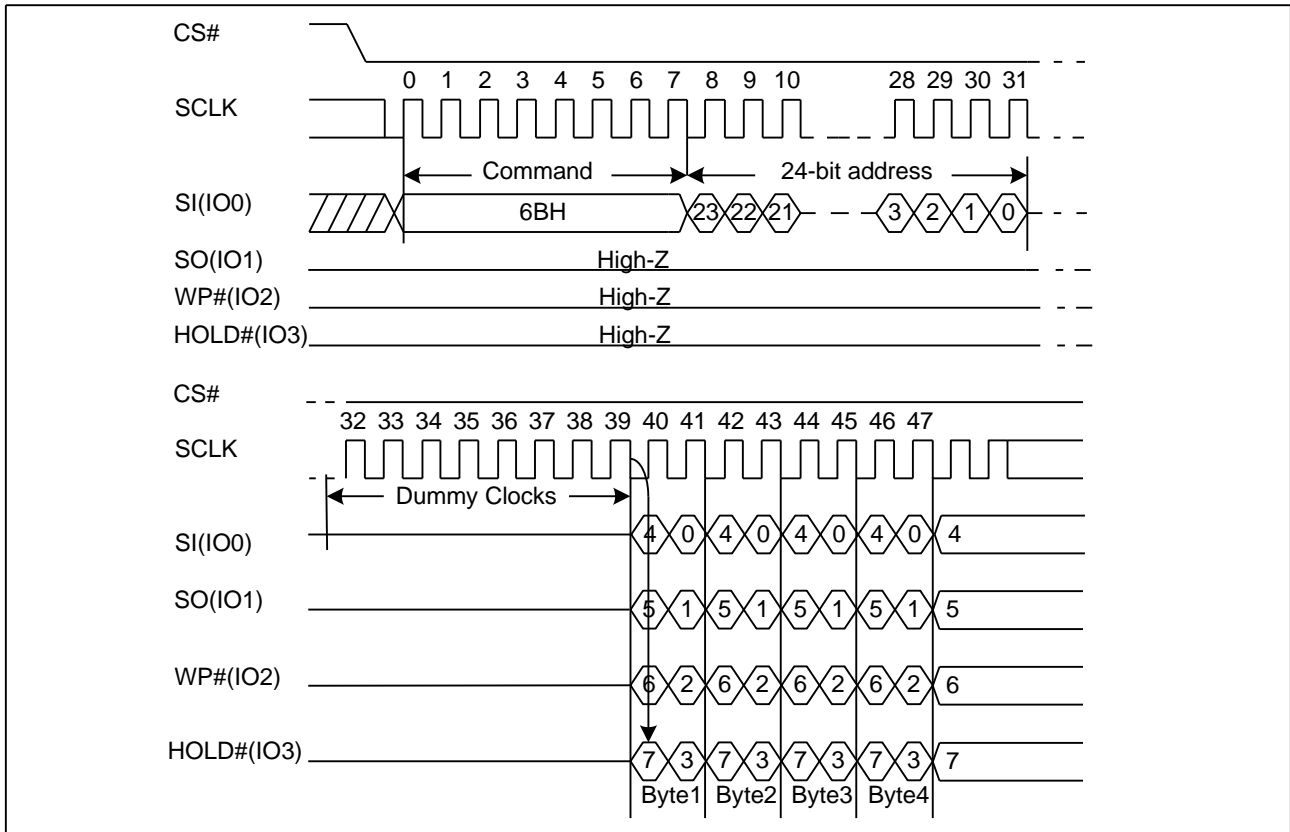 CS#
0 1 2 3 4 5 6 7 8 9 10 28 29 30 31
SCLK
Command 24-bit address
SI(IO0) 6BH 23 22 21 3 2 1 0
SO(IO1) High-Z
WP#(IO2) High-Z
HOLD#(IO3) High-Z
CS#
32 33 34 35 36 37 38 39 40 41 42 43 44 45 46 47
SCLK
Dummy Clocks
SI(IO0) 4 0 4 0 4 0 4 0 4
SO(IO1) 5 1 5 1 5 1 5 1 5
WP#(IO2) 6 2 6 2 6 2 6 2 6
HOLD#(IO3) 7 3 7 3 7 3 7 3 7
Byte1 Byte2 Byte3 Byte4